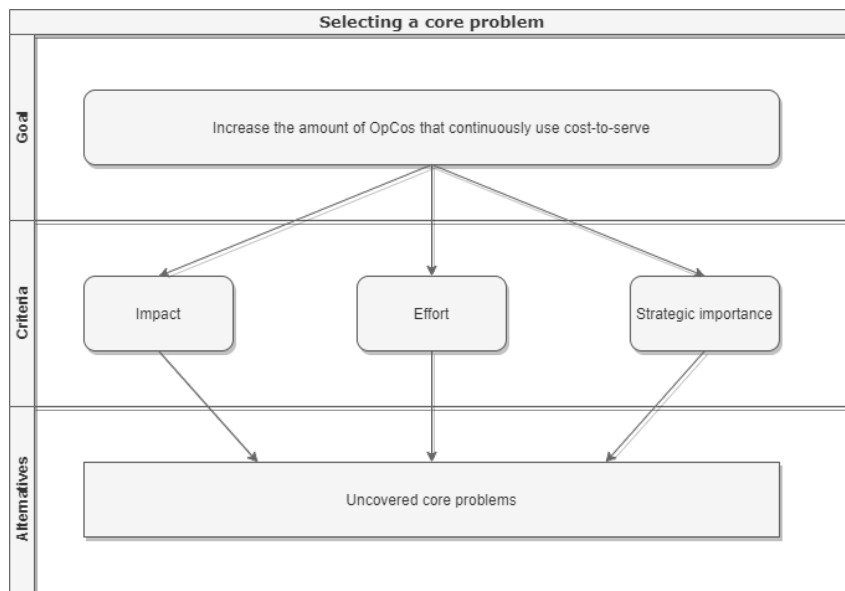 Selecting a core problem
Goal
Increase the amount of OpCos that continuously use cost-to-serve
Criteria
Impact
Effort
Strategic importance
Alternatives
Uncovered core problems